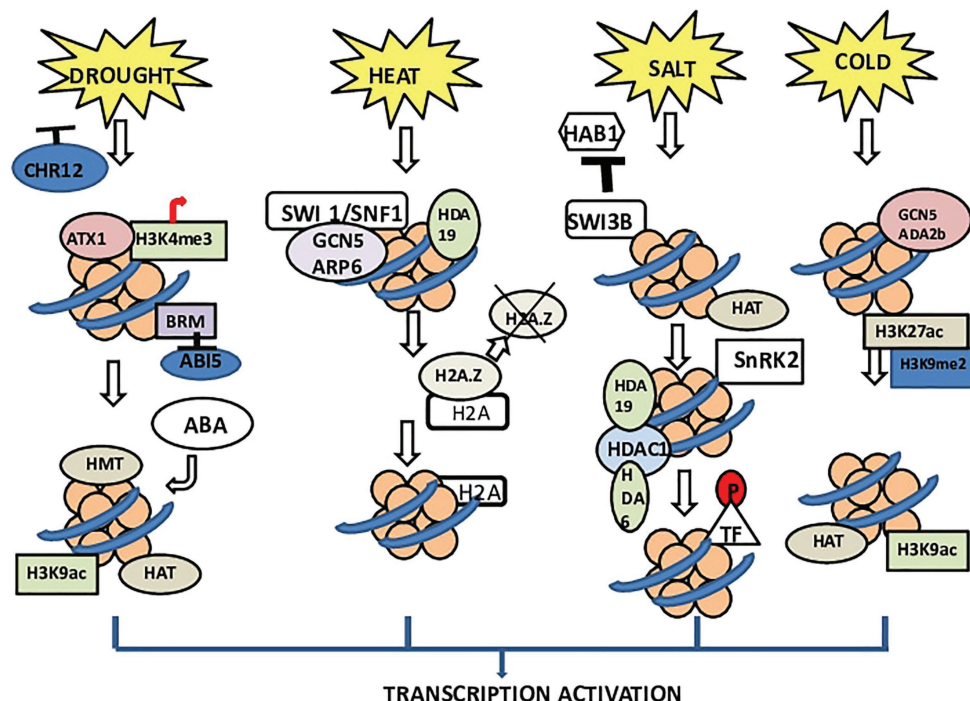 DROUGHT
CHR12
ATX1
H3K4me3
BRM
ABI5
ABA
HMT
H3K9ac
HAT
HEAT
SWI 1/SNF1
GCN5
ARP6
HDA
19
H2A.Z
H2A.Z
H2A
H2A
SALT
HAB1
SWI3B
HAT
SnRK2
HDA
19
HDAC1
H
DA
6
P
TF
COLD
GCN5
ADA2b
H3K27ac
H3K9me2
HAT
H3K9ac
TRANSCRIPTION ACTIVATION